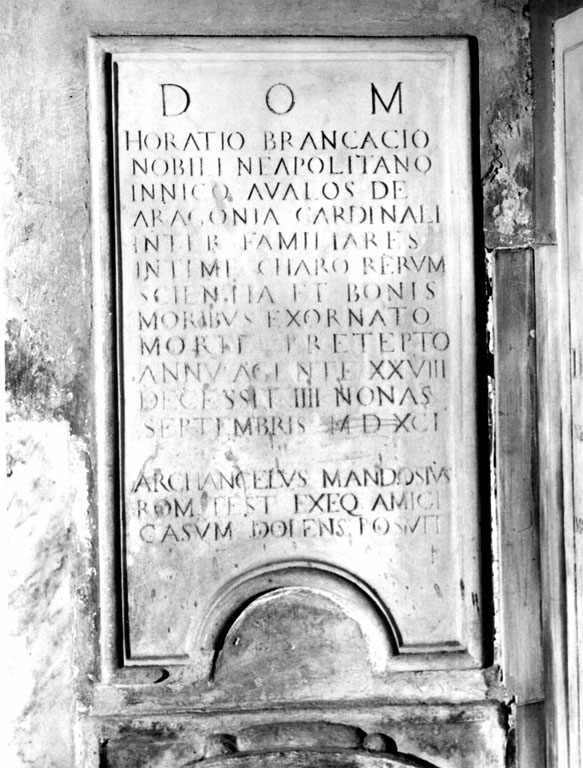 D O M
HORATIO BRANCACIO
NOBILI NEAPOLITANO
INNICO AVALOS DE
ARAGONIA CARDINALI
INTER FAMILIARES
INTIME CHARO RERVM
SCIENTIA ET BONIS
MORIBVS EXORNATO
MORTE PRETEPTO
ANNV AGENTE XXVIII
DECESSIT IIII NONAS
SEPTEMBRIS M D XCI
ARCHANGELVS MANDOSIVS
ROM TEST EXEQ AMICI
CASVM DOLENS POSVIT